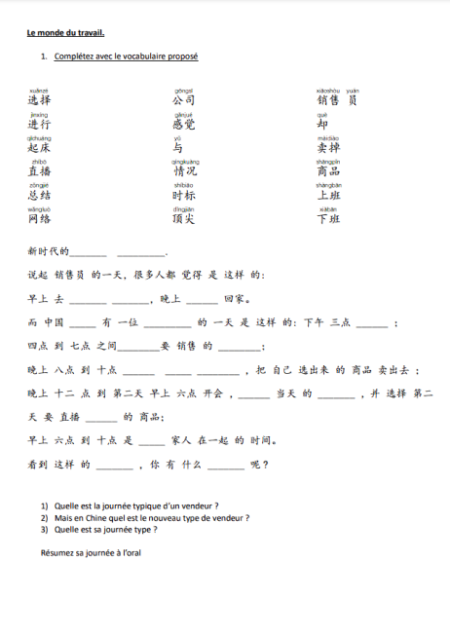 Le monde du travail.
1. Complétez avec le vocabulaire proposé
xuǎnzé gōngsī xiāoshòu yuán
选择 公司 销售 员
jìnxíng gǎnjué què
进行 感觉 却
qǐchuáng yǔ màidiào
起床 与 卖掉
zhíbō qíngkuàng shāngpǐn
直播 情况 商品
zǒngjié shíbiāo shàngbān
总结 时标 上班
wǎngluò dǐngjiān xiàbān
网络 顶尖 下班
新时代的_______ _________.
说起 销售员 的一天，很多人都 觉得 是 这样 的:
早上 去 _______ _______，晚上 ______ 回家。
而 中国 _____ 有 一位 _________ 的 一天 是 这样 的: 下午 三点 ______ ；
四点 到 七点 之间________要 销售 的 ________；
晚上 八点 到 十点 ______ _____ ________ ，把 自己 选出来 的 商品 卖出去；
晚上 十二 点 到 第二天 早上 六点 开会 ，______ 当天 的 _______ ，并 选择 第二
天 要 直播 ______ 的 商品;
早上 六点 到 十点 是 _____ 家人 在一起 的 时间。
看到 这样 的 _______ ，你 有 什么 _______ 呢？
1) Quelle est la journée typique d'un vendeur ?
2) Mais en Chine quel est le nouveau type de vendeur ?
3) Quelle est sa journée type ?
Résumez sa journée à l'oral